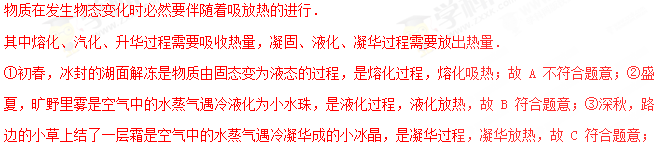 物质在发生物态变化时必然要伴随着吸放热的进行．
其中熔化、汽化、升华过程需要吸收热量，凝固、液化、凝华过程需要放出热量．
①初春，冰封的湖面解冻是物质由固态变为液态的过程，是熔化过程，熔化吸热；故 A 不符合题意；②盛
夏，旷野里雾是空气中的水蒸气遇冷液化为小水珠，是液化过程，液化放热，故 B 符合题意；③深秋，路
边的小草上结了一层霜是空气中的水蒸气遇冷凝华成的小冰晶，是凝华过程，凝华放热，故 C 符合题意；